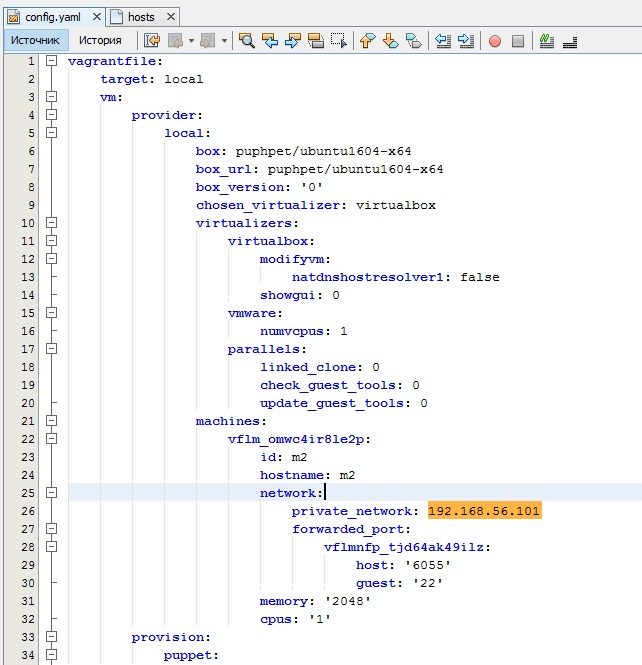 config.yaml hosts
Источник История
1 vagrantfile:
2 target: local
3 vm:
4 provider:
5 local:
6 box: puphpet/ubuntu1604-x64
7 box_url: puphpet/ubuntu1604-x64
8 box_version: '0'
9 chosen_virtualizer: virtualbox
10 virtualizers:
11 virtualbox:
12 modifyvm:
13 natdnshostresolver1: false
14 showgui: 0
15 vmware:
16 numvcpus: 1
17 parallels:
18 linked_clone: 0
19 check_guest_tools: 0
20 update_guest_tools: 0
21 machines:
22 vflm_omwc4ir8le2p:
23 id: m2
24 hostname: m2
25 network:
26 private_network: 192.168.56.101
27 forwarded_port:
28 vflmnfp_tjd64ak49ilz:
29 host: '6055'
30 guest: '22'
31 memory: '2048'
32 cpus: '1'
33 provision:
34 puppet: